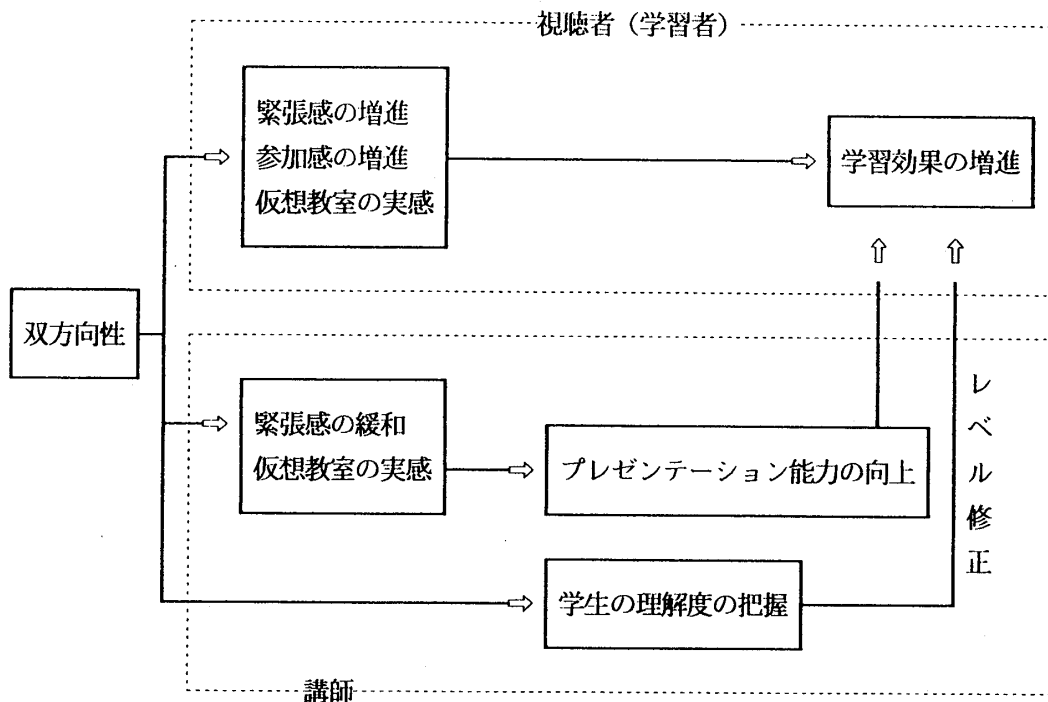 視聴者（学習者）
緊張感の増進
参加感の増進
仮想教室の実感
学習効果の増進
双方向性
緊張感の緩和
仮想教室の実感
プレゼンテーション能力の向上
レベル修正
学生の理解度の把握
講師